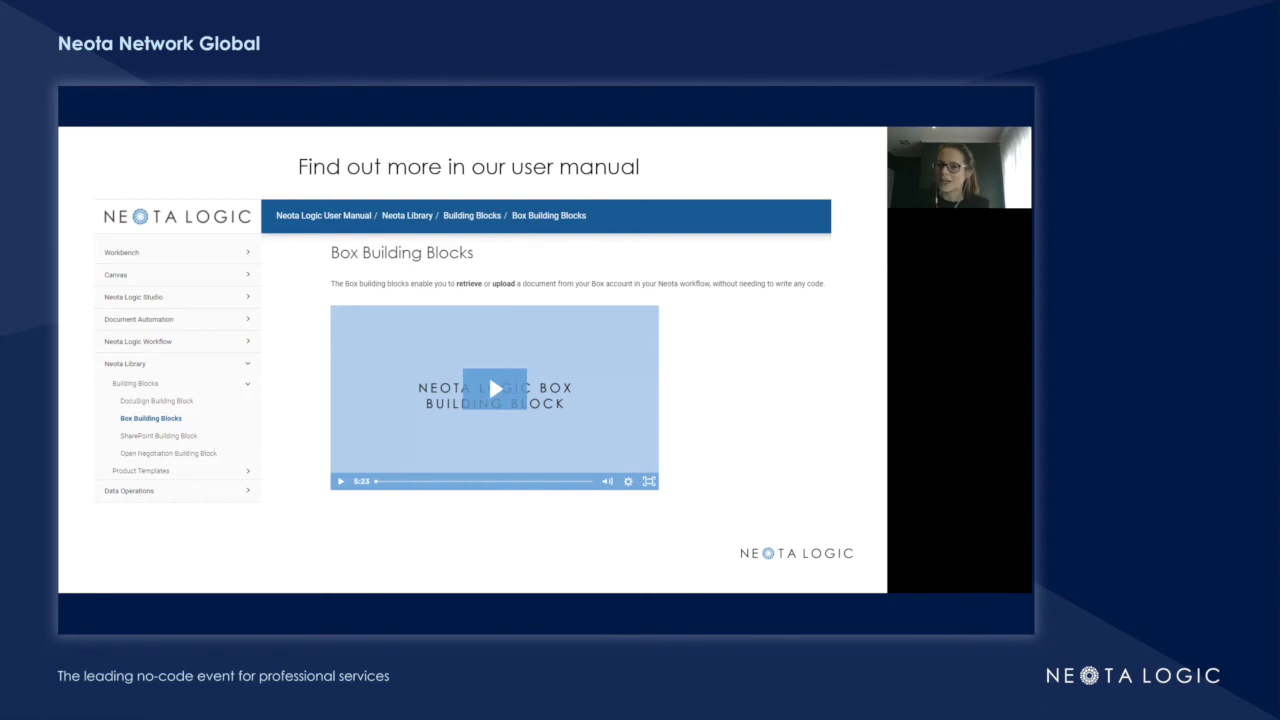 Neota Network Global
Find out more in our user manual
NEOTA LOGIC
Neota Logic User Manual / Neota Library / Building Blocks / Box Building Blocks
Workbench
Canvas
Neota Logic Studio
Document Automation
Neota Logic Workflow
Neota Library
Building Blocks
DocuSign Building Block
Box Building Blocks
SharePoint Building Block
Open Negotiation Building Block
Product Templates
Data Operations
Box Building Blocks
The Box building blocks enable you to retrieve or upload a document from your Box account in your Neota workflow, without needing to write any code.
NEOTA LOGIC BOX
BUILDING BLOCK
5:23
NEOTA LOGIC
The leading no-code event for professional services
NEOTA LOGIC